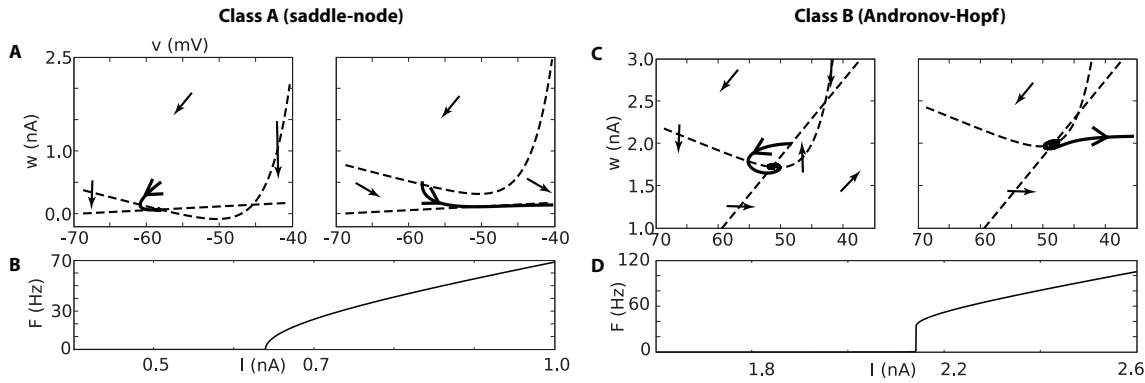 Class A (saddle-node)
Class B (Andronov-Hopf)
A
v (mV)
2.5
1.0
0.0
w (nA)
-70 -60 -50 -40
-70 -60 -50 -40
C
3.0
2.5
2.0
1.5
1.0
w (nA)
70 60 50 40
70 60 50 40
B
70
30
0
F (Hz)
0.5 I (nA) 0.7 1.0
D
120
60
0
F (Hz)
1.8 I (nA) 2.2 2.6